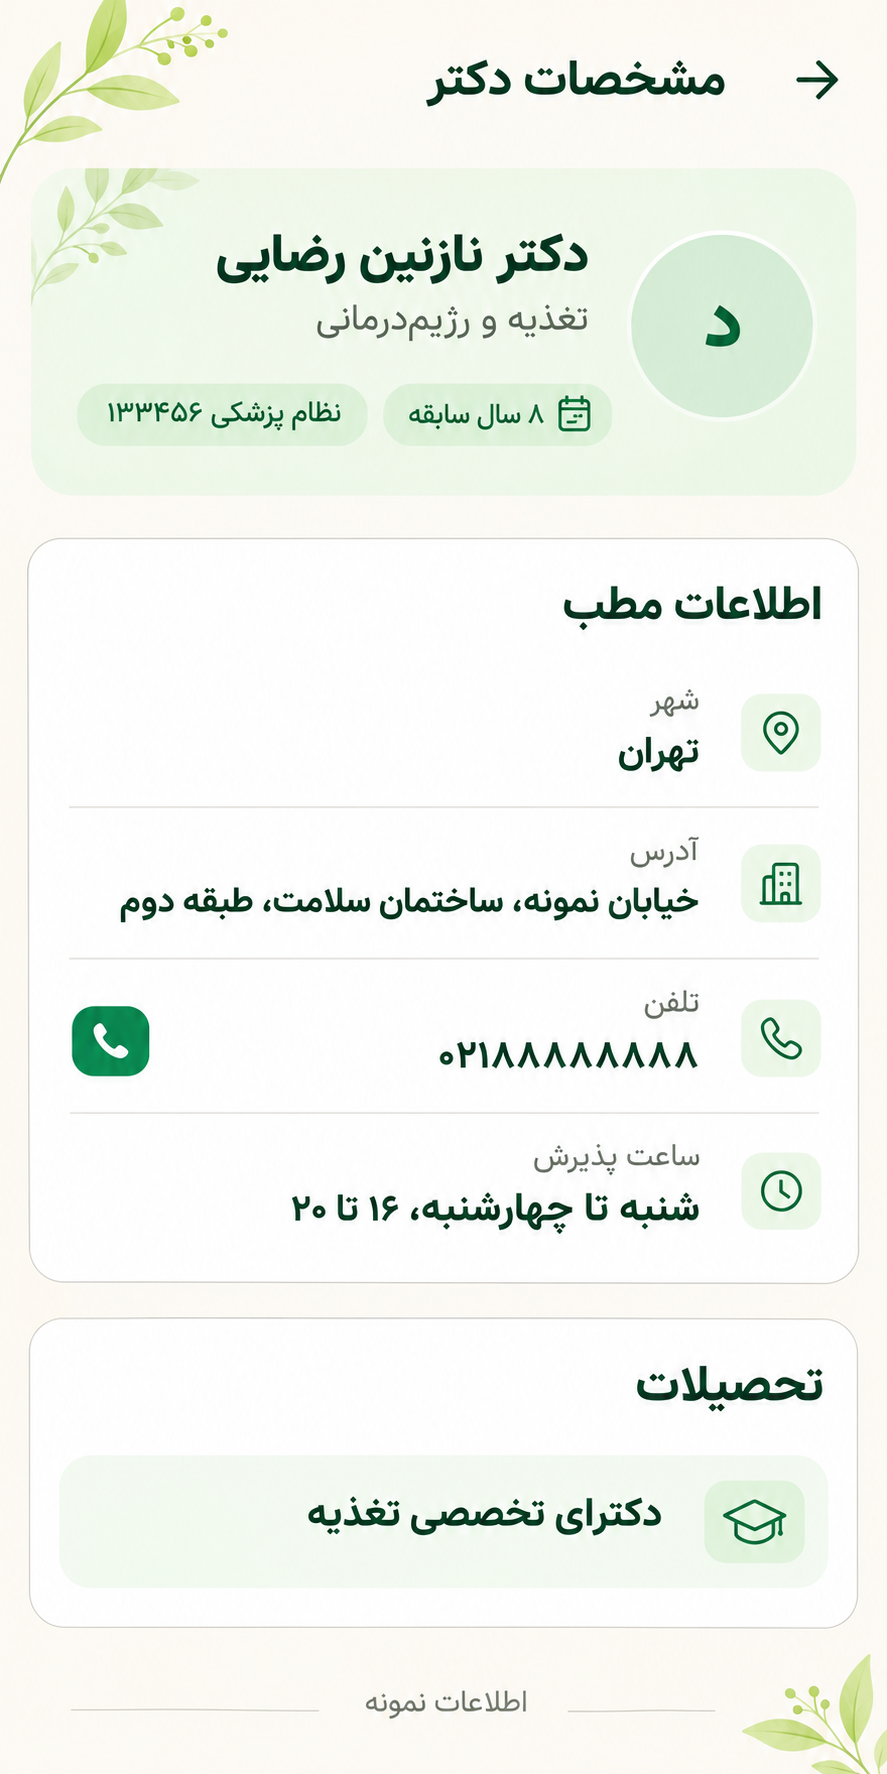 مشخصات دکتر
د
دکتر نازنین رضایی
تغذیه و رژیم‌درمانی
۸ سال سابقه
نظام پزشکی ۱۳۳۴۵۶
اطلاعات مطب
شهر
تهران
آدرس
خیابان نمونه، ساختمان سلامت، طبقه دوم
تلفن
۰۲۱۸۸۸۸۸۸۸۸
ساعت پذیرش
شنبه تا چهارشنبه، ۱۶ تا ۲۰
تحصیلات
دکترای تخصصی تغذیه
اطلاعات نمونه